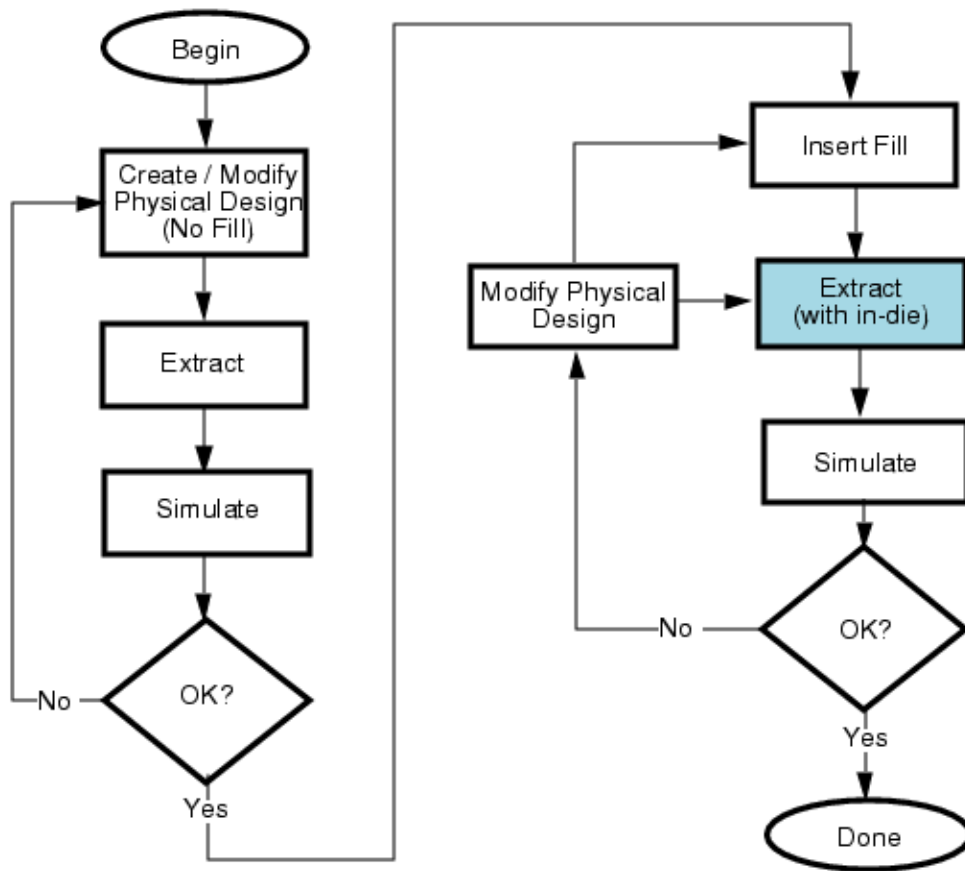 Begin
Create / Modify
Physical Design
(No Fill)
Extract
Simulate
OK?
No
Yes
Insert Fill
Modify Physical
Design
Extract
(with in-die)
Simulate
OK?
No
Yes
Done